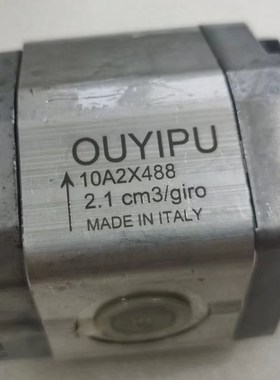 OUYIPU
10A2X488
2.1 cm3/giro
MADE IN ITALY